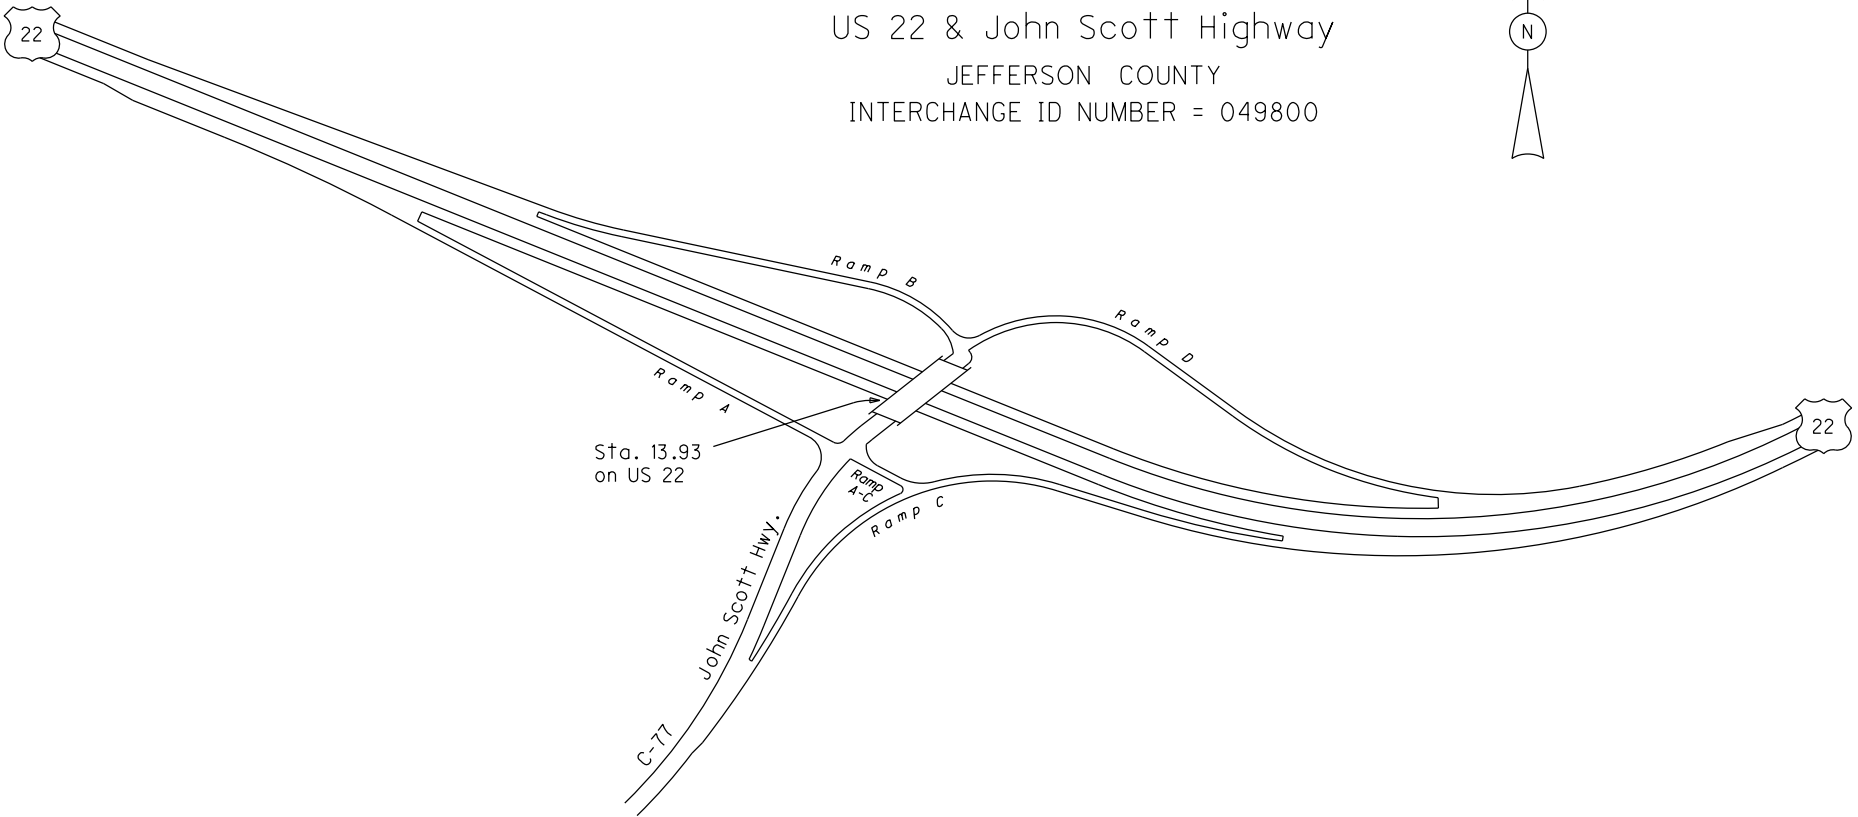 US 22 & John Scott Highway
JEFFERSON COUNTY
INTERCHANGE ID NUMBER = 049800
N
22
Ramp B
Ramp D
Ramp A
Sta. 13.93
on US 22
22
Ramp
A-C
Ramp C
John Scott Hwy.
C-77